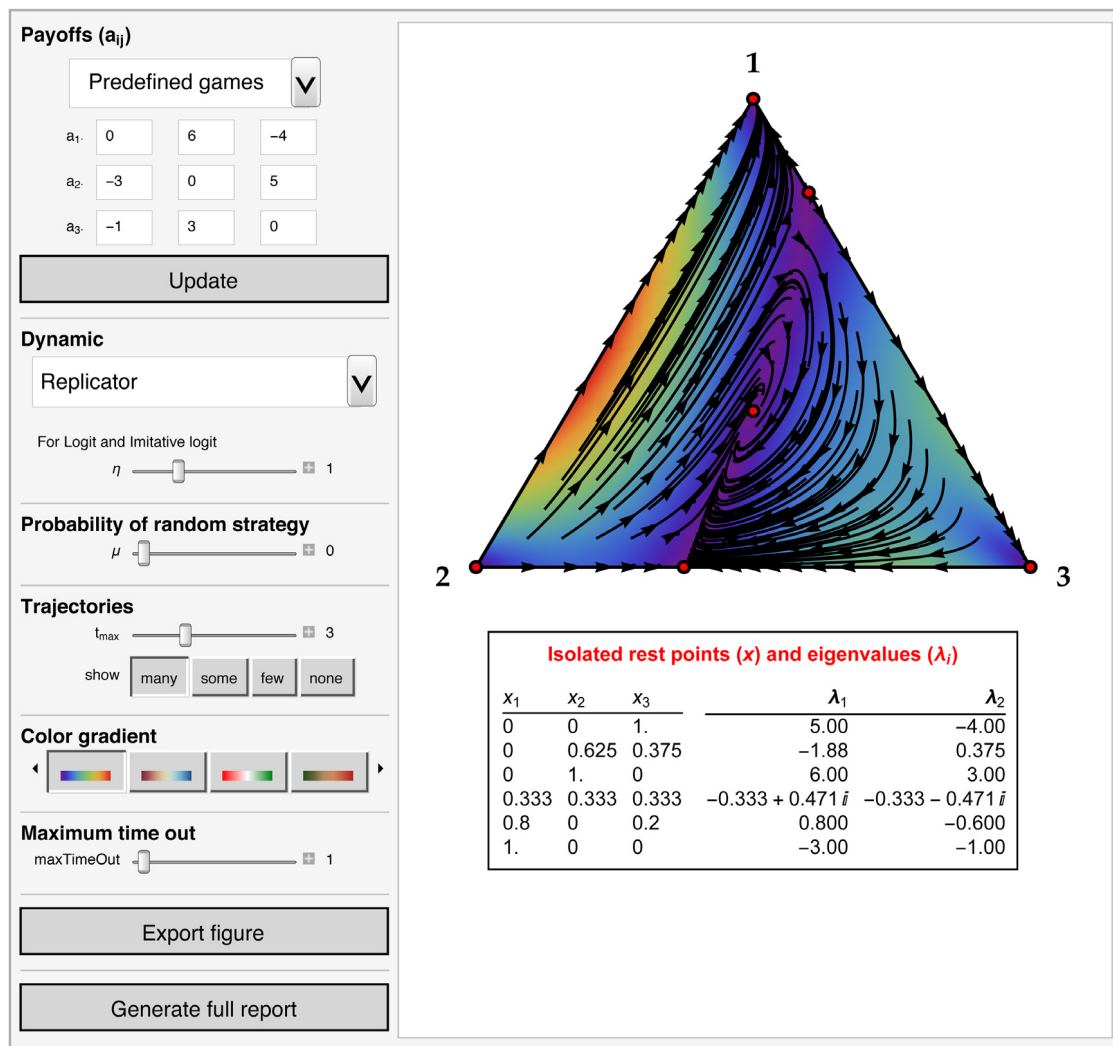 Payoffs (aij)
Predefined games
a1· 0 6 −4
a2· −3 0 5
a3· −1 3 0
Update
Dynamic
Replicator
For Logit and Imitative logit
η 1
Probability of random strategy
μ 0
Trajectories
tmax 3
show many some few none
Color gradient
Maximum time out
maxTimeOut 1
Export figure
Generate full report
1
2
3
Isolated rest points (x) and eigenvalues (λi)
x1 x2 x3 λ1 λ2
0 0 1. 5.00 −4.00
0 0.625 0.375 −1.88 0.375
0 1. 0 6.00 3.00
0.333 0.333 0.333 −0.333 + 0.471 ⅈ −0.333 − 0.471 ⅈ
0.8 0 0.2 0.800 −0.600
1. 0 0 −3.00 −1.00